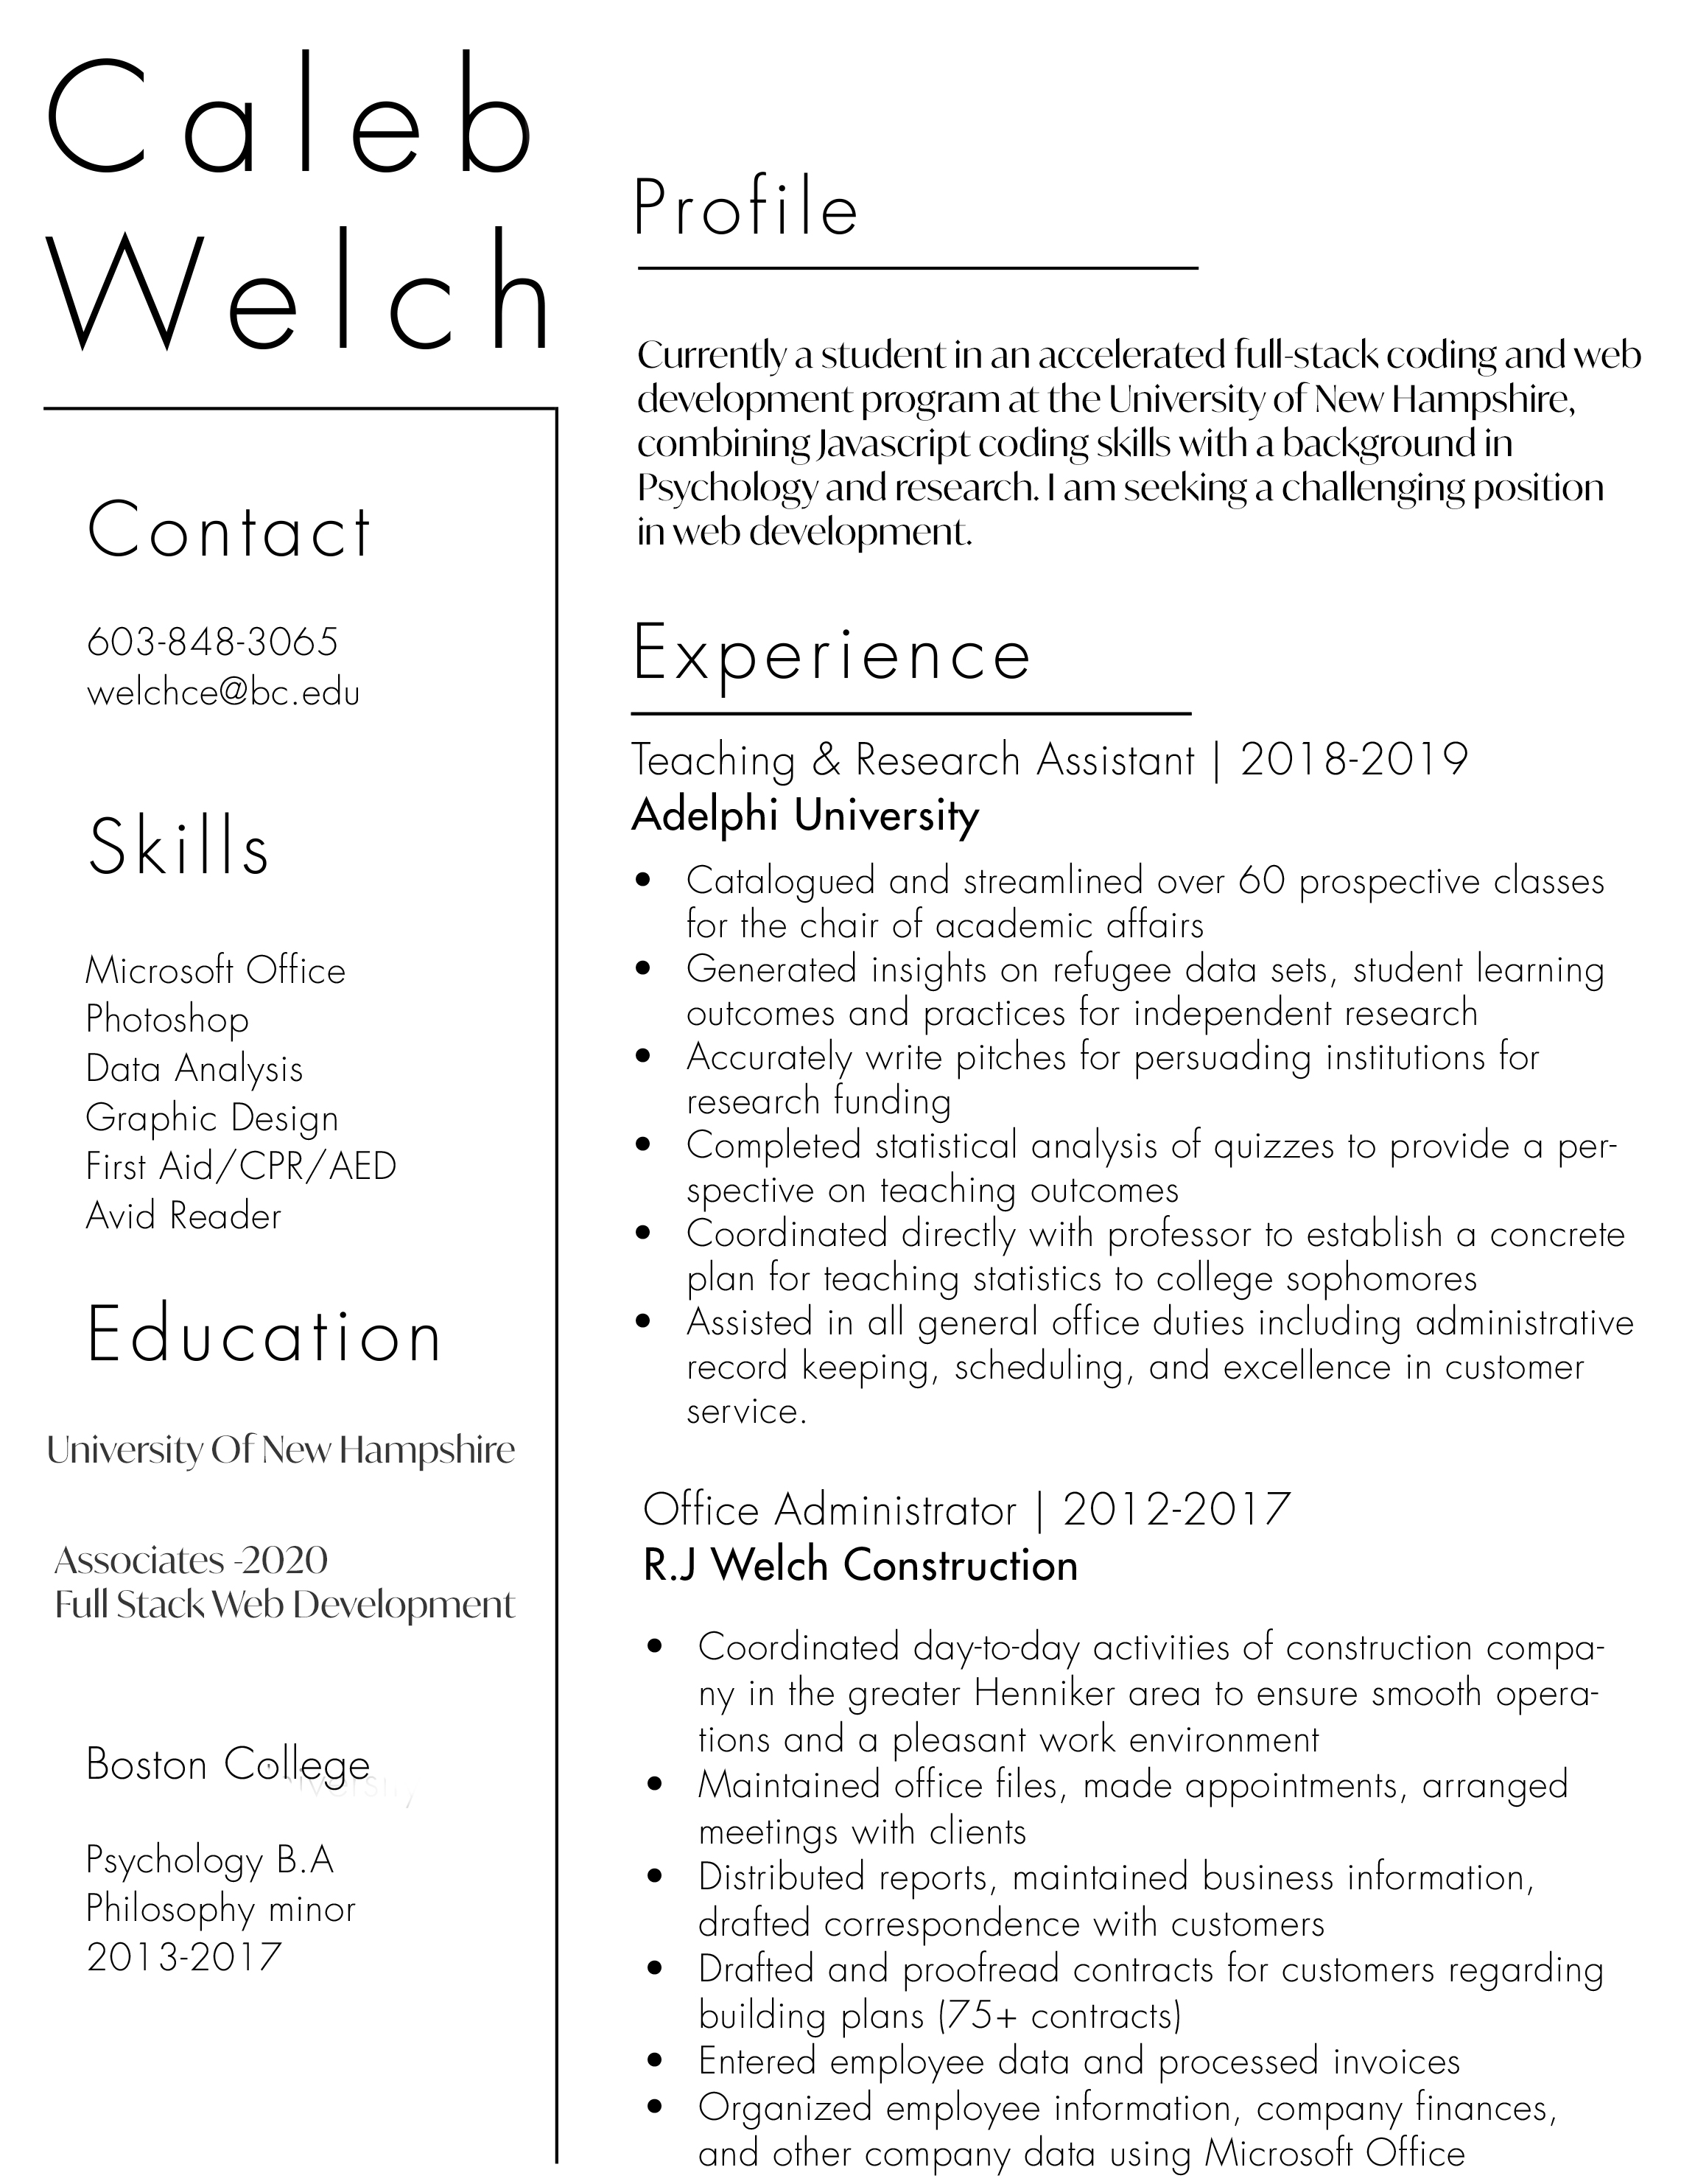 Caleb
Welch
Contact
603-848-3065
welchce@bc.edu
Skills
Microsoft Office
Photoshop
Data Analysis
Graphic Design
First Aid/CPR/AED
Avid Reader
Education
University Of New Hampshire
Associates -2020
Full Stack Web Development
Boston College
Psychology B.A
Philosophy minor
2013-2017
Profile
Currently a student in an accelerated full-stack coding and web
development program at the University of New Hampshire,
combining Javascript coding skills with a background in
Psychology and research. I am seeking a challenging position
in web development.
Experience
Teaching & Research Assistant | 2018-2019
Adelphi University
• Catalogued and streamlined over 60 prospective classes
for the chair of academic affairs
• Generated insights on refugee data sets, student learning
outcomes and practices for independent research
• Accurately write pitches for persuading institutions for
research funding
• Completed statistical analysis of quizzes to provide a per-
spective on teaching outcomes
• Coordinated directly with professor to establish a concrete
plan for teaching statistics to college sophomores
• Assisted in all general office duties including administrative
record keeping, scheduling, and excellence in customer
service.
Office Administrator | 2012-2017
R.J Welch Construction
• Coordinated day-to-day activities of construction compa-
ny in the greater Henniker area to ensure smooth opera-
tions and a pleasant work environment
• Maintained office files, made appointments, arranged
meetings with clients
• Distributed reports, maintained business information,
drafted correspondence with customers
• Drafted and proofread contracts for customers regarding
building plans (75+ contracts)
• Entered employee data and processed invoices
• Organized employee information, company finances,
and other company data using Microsoft Office